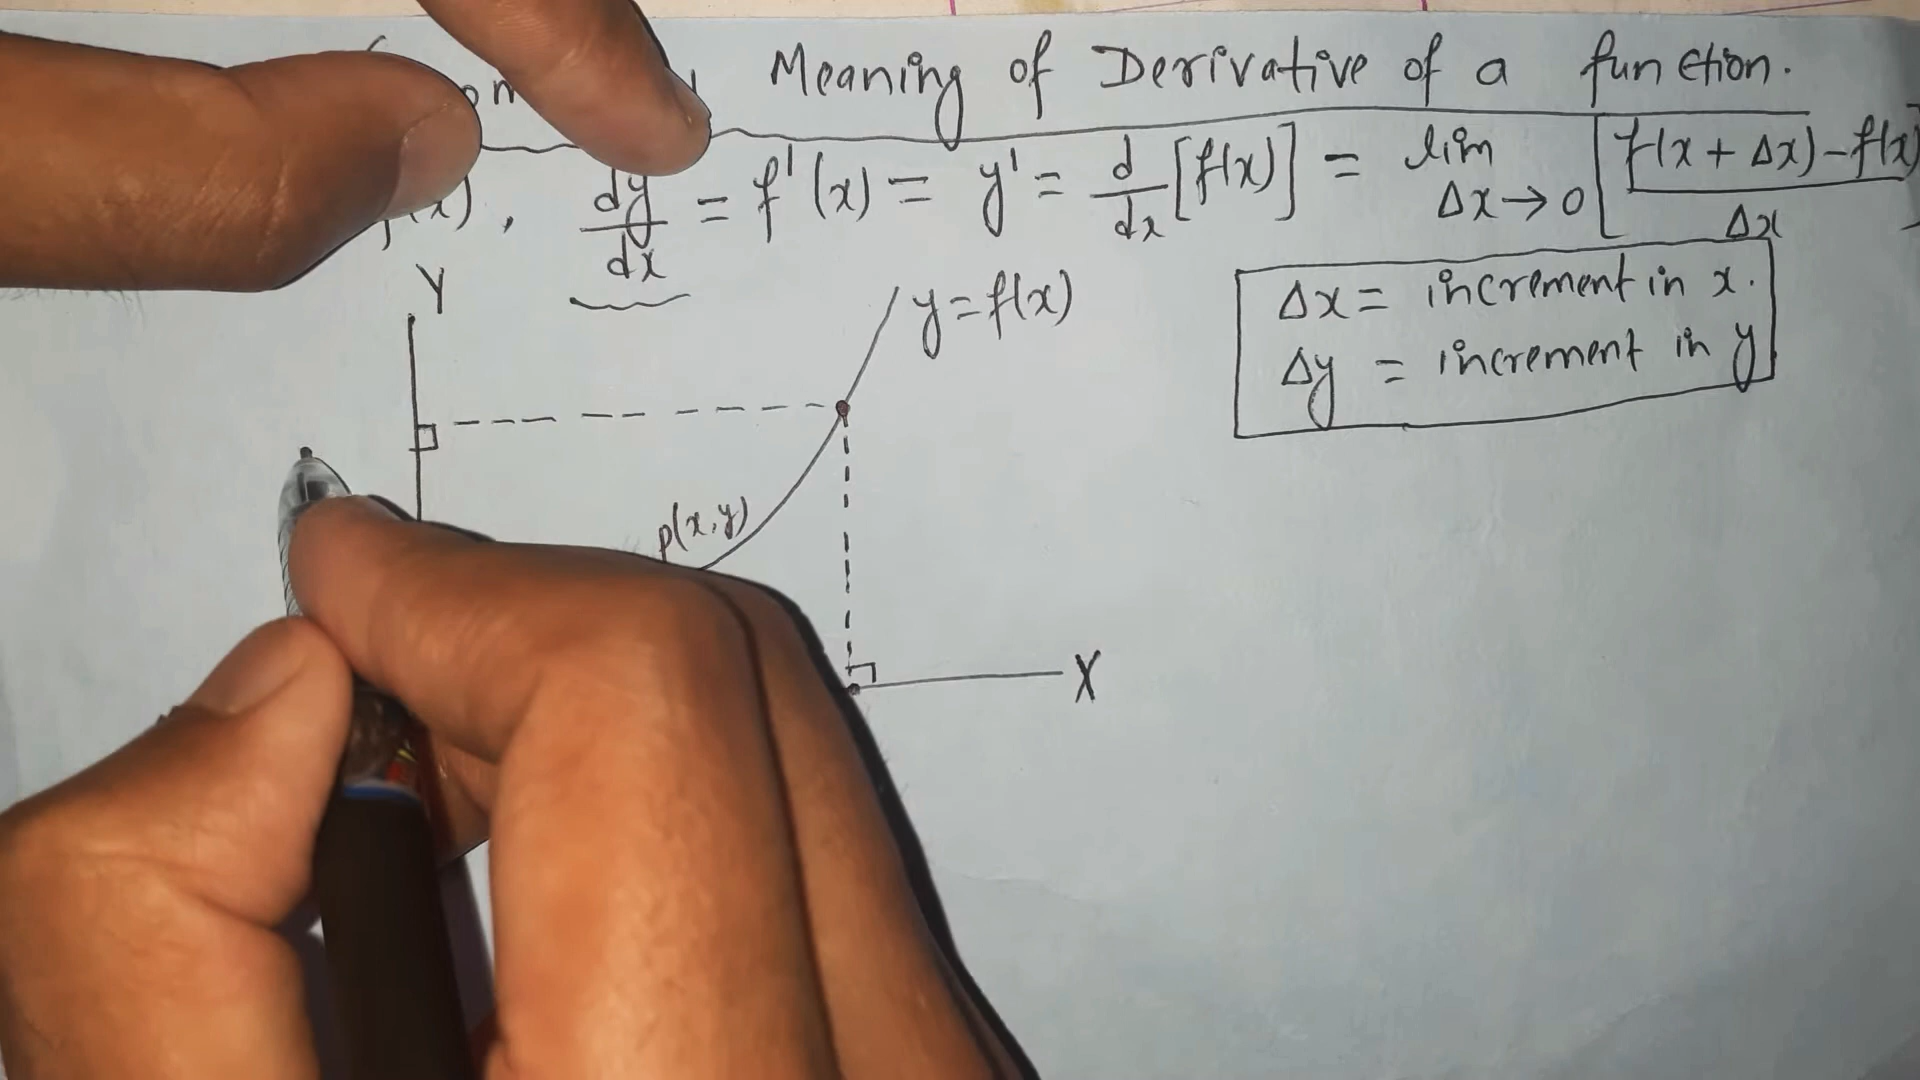 Meaning of Derivative of a function.
dy/dx = f'(x) = y' = d/dx [f(x)] = lim Δx→0 [f(x + Δx) - f(x)/Δx]
Y
y = f(x)
Δx = increment in x.
Δy = increment in y
P(x,y)
X